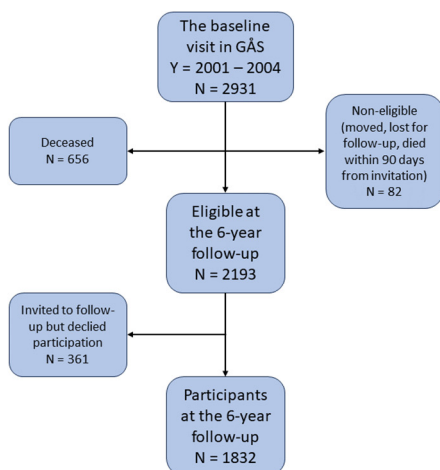 The baseline
visit in GÅS
Y = 2001 – 2004
N = 2931
Deceased
N = 656
Non-eligible
(moved, lost for
follow-up, died
within 90 days
from invitation)
N = 82
Eligible at
the 6-year
follow-up
N = 2193
Invited to follow-
up but declied
participation
N = 361
Participants
at the 6-year
follow-up
N = 1832